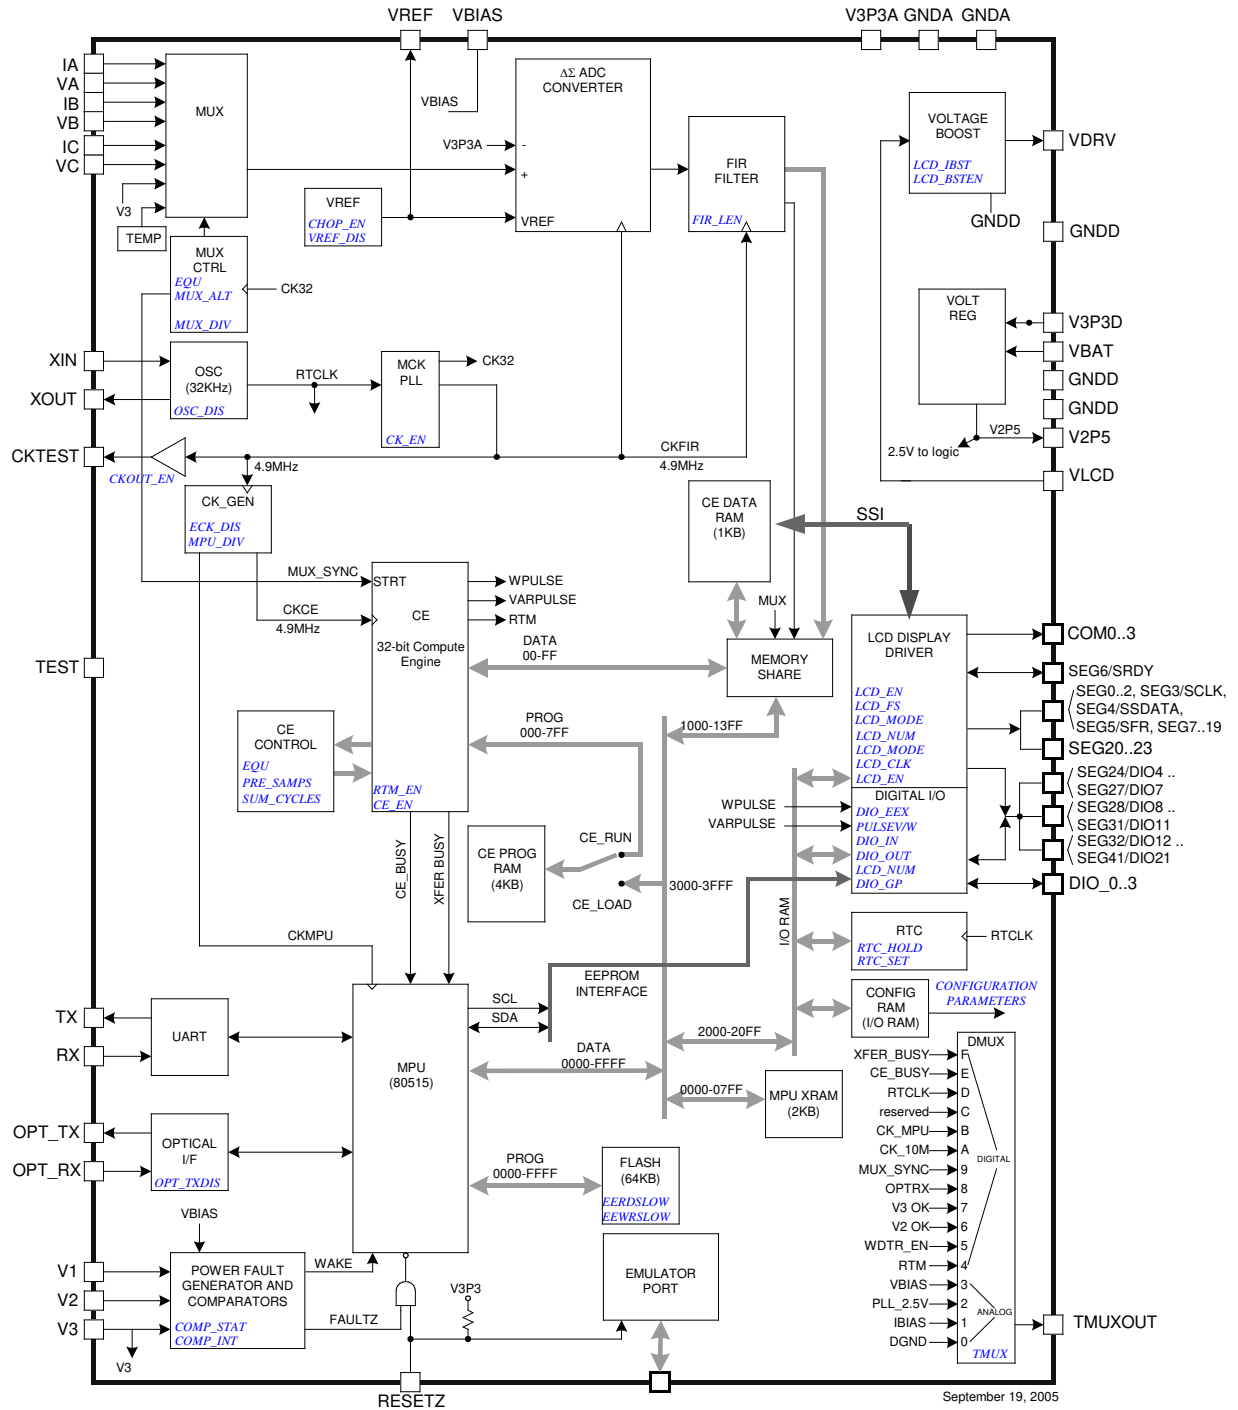 VREF
VBIAS
V3P3A GNDA GNDA
IA
VA
IB
VB
IC
VC
MUX
V3
TEMP
VBIAS
V3P3A
ΔΣ ADC
CONVERTER
-
+
VREF
VREF
CHOP_EN
VREF_DIS
FIR
FILTER
FIR_LEN
VOLTAGE
BOOST
LCD_IBST
LCD_BSTEN
GNDD
VDRV
GNDD
MUX
CTRL
EQU
MUX_ALT
MUX_DIV
CK32
VOLT
REG
V3P3D
VBAT
GNDD
GNDD
V2P5
V2P5
2.5V to logic
VLCD
XIN
XOUT
OSC
(32KHz)
OSC_DIS
RTCLK
MCK
PLL
CK_EN
CK32
CKTEST
CKOUT_EN
4.9MHz
CKFIR
4.9MHz
CK_GEN
ECK_DIS
MPU_DIV
CE DATA
RAM
(1KB)
SSI
MUX_SYNC
STRT
CKCE
4.9MHz
CE
32-bit Compute
Engine
RTM_EN
CE_EN
WPULSE
VARPULSE
RTM
DATA
00-FF
MUX
MEMORY
SHARE
TEST
LCD DISPLAY
DRIVER
LCD_EN
LCD_FS
LCD_MODE
LCD_NUM
LCD_MODE
LCD_CLK
LCD_EN
DIGITAL I/O
DIO_EEX
PULSEV/W
DIO_IN
DIO_OUT
LCD_NUM
DIO_GP
COM0..3
SEG6/SRDY
SEG0..2, SEG3/SCLK,
SEG4/SSDATA,
SEG5/SFR, SEG7..19
SEG20..23
SEG24/DIO4 ..
SEG27/DIO7
SEG28/DIO8 ..
SEG31/DIO11
SEG32/DIO12 ..
SEG41/DIO21
DIO_0..3
CE
CONTROL
EQU
PRE_SAMPS
SUM_CYCLES
PROG
000-7FF
1000-13FF
WPULSE
VARPULSE
CE_BUSY
XFER BUSY
CE PROG
RAM
(4KB)
CE_RUN
CE_LOAD
3000-3FFF
I/O RAM
RTC
RTC_HOLD
RTC_SET
RTCLK
CKMPU
EEPROM
INTERFACE
CONFIG
RAM
(I/O RAM)
CONFIGURATION
PARAMETERS
SCL
SDA
TX
RX
UART
MPU
(80515)
DATA
0000-FFFF
2000-20FF
0000-07FF
MPU XRAM
(2KB)
OPT_TX
OPT_RX
OPTICAL
I/F
OPT_TXDIS
PROG
0000-FFFF
FLASH
(64KB)
EERDSLOW
EEWRSLOW
DMUX
XFER_BUSY F
CE_BUSY E
RTCLK D
reserved C
CK_MPU B
CK_10M A
MUX_SYNC 9
OPTRX 8
V3 OK 7
V2 OK 6
WDTR_EN 5
RTM 4
VBIAS 3
PLL_2.5V 2
IBIAS 1
DGND 0
DIGITAL
ANALOG
TMUX
TMUXOUT
VBIAS
V1
V2
V3
V3
POWER FAULT
GENERATOR AND
COMPARATORS
COMP_STAT
COMP_INT
WAKE
FAULTZ
V3P3
EMULATOR
PORT
RESETZ
September 19, 2005